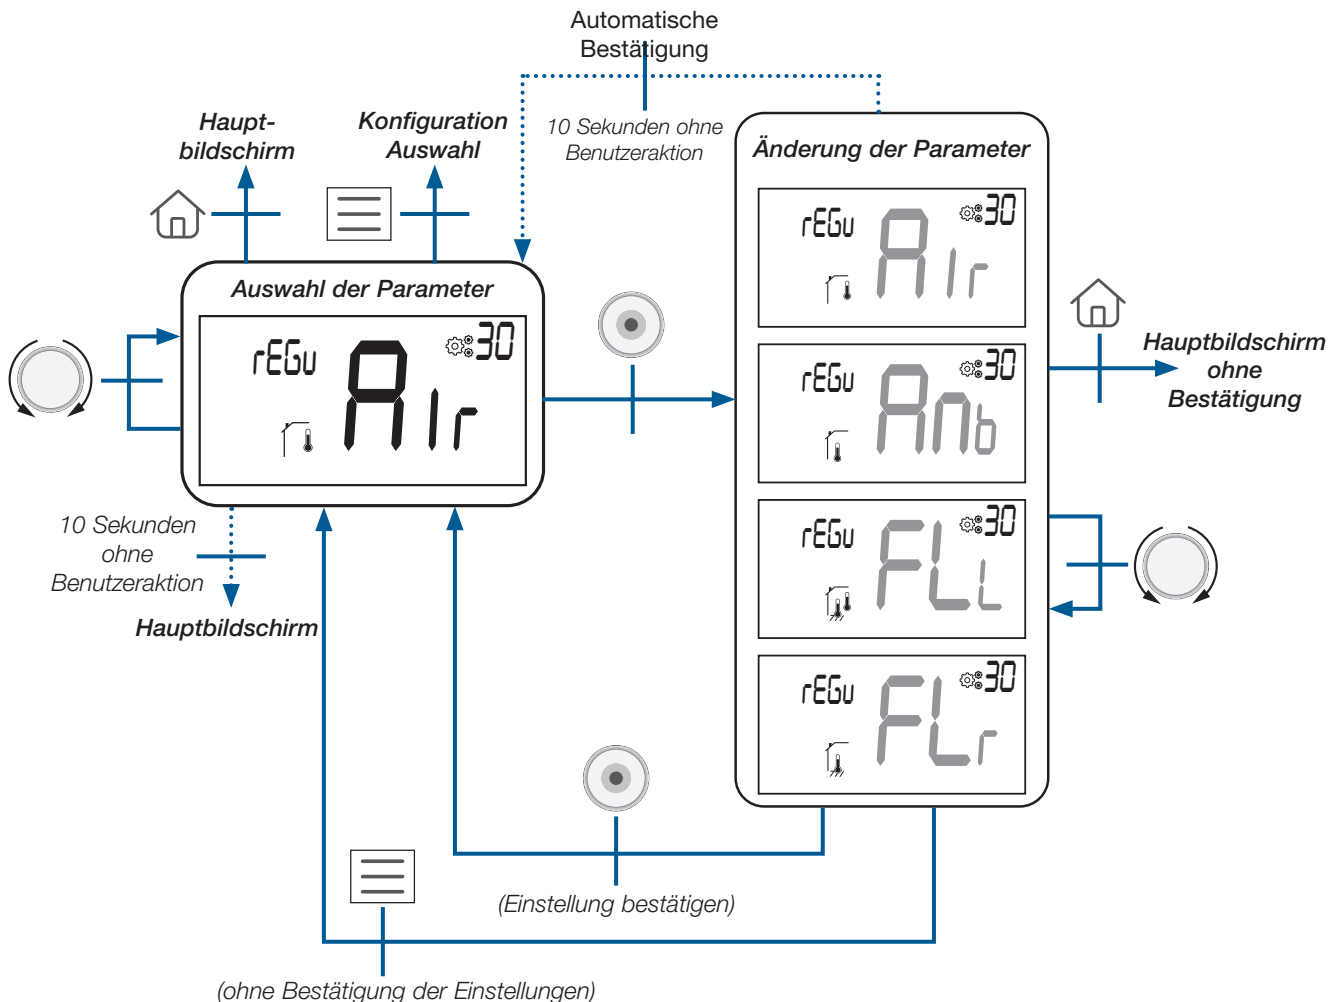 Automatische
Bestätigung
10 Sekunden ohne
Benutzeraktion
Haupt-
bildschirm
Konfiguration
Auswahl
Auswahl der Parameter
rEGu
AIr
30
10 Sekunden
ohne
Benutzeraktion
Hauptbildschirm
Änderung der Parameter
rEGu
AIr
30
rEGu
Amb
30
rEGu
FLL
30
rEGu
FLr
30
Hauptbildschirm
ohne
Bestätigung
(Einstellung bestätigen)
(ohne Bestätigung der Einstellungen)